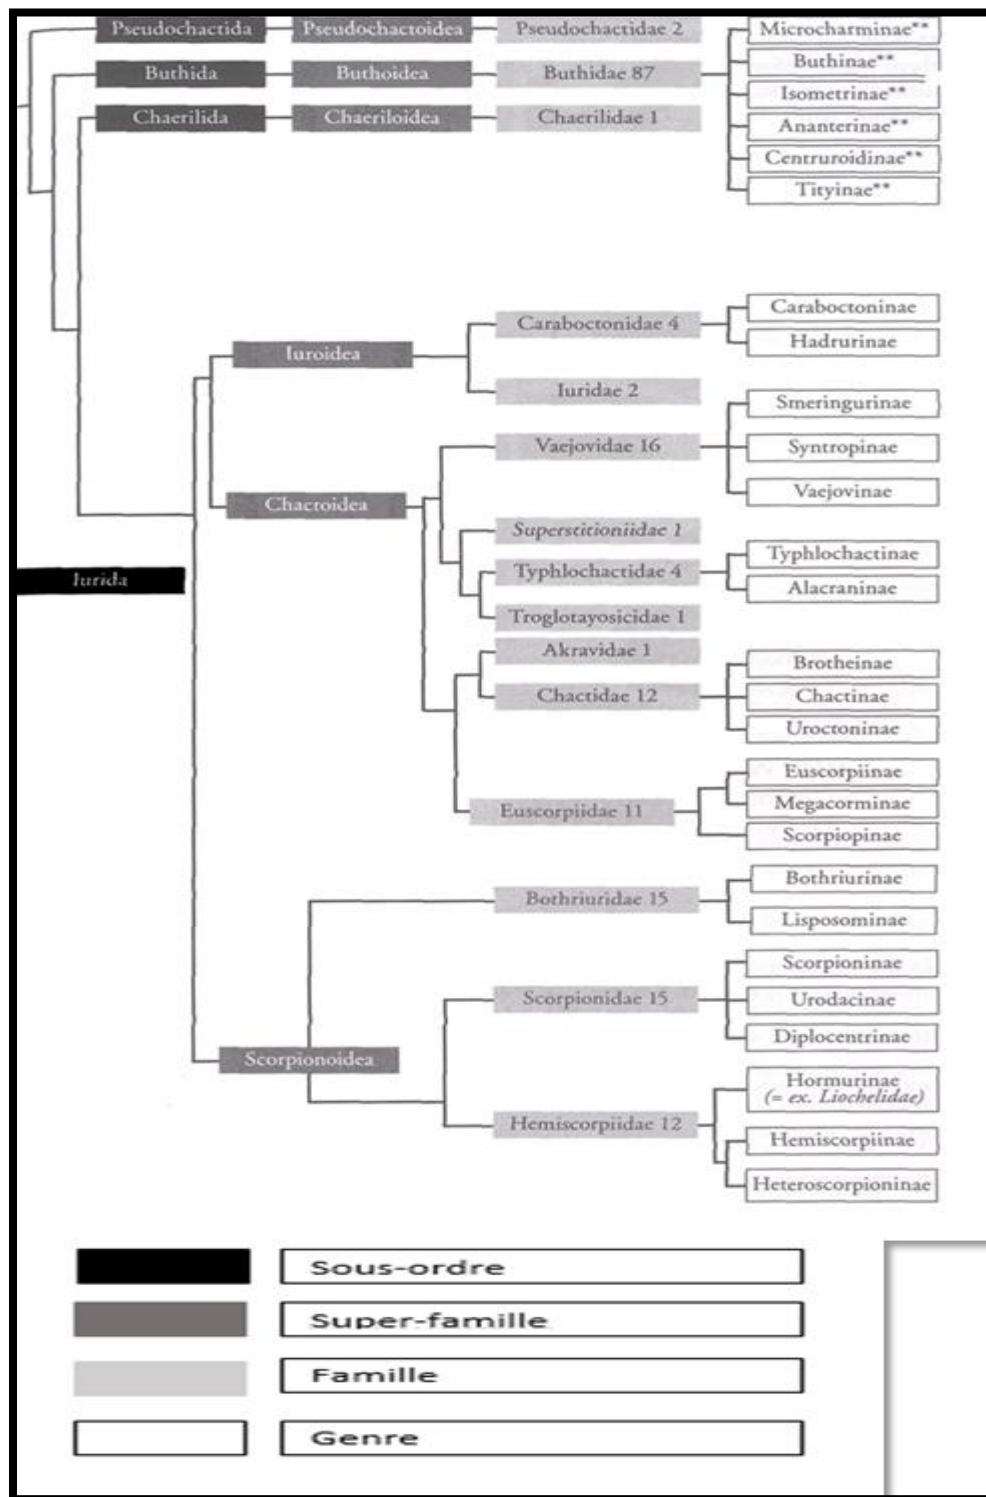 Pseudochactida Pseudochactoidea Pseudochactidae 2 Microcharminae**
Buthida Buthoidea Buthidae 87 Buthinae**
Isometrinae**
Chaerilida Chaeriloidea Chaerilidae 1
Ananterinae**
Centruroidinae**
Tityinae**
Iuroidea
Caraboctonidae 4
Caraboctoninae
Hadrurinae
Iuridae 2
Chactoidea
Vaejovidae 16
Smeringurinae
Syntropinae
Vaejovinae
Superstitioniidae 1
Typhlochactidae 4
Typhlochactinae
Alacraninae
Troglotayosicidae 1
Iurida
Akravidae 1
Chactidae 12
Brotheinae
Chactinae
Uroctoninae
Euscorpiidae 11
Euscorpiinae
Megacorminae
Scorpiopinae
Scorpionoidea
Bothriuridae 15
Bothriurinae
Lisposominae
Scorpionidae 15
Scorpioninae
Urodacinae
Diplocentrinae
Hemiscorpiidae 12
Hormurinae
(= ex. Liochelidae)
Hemiscorpiinae
Heteroscorpioninae
Sous-ordre
Super-famille
Famille
Genre